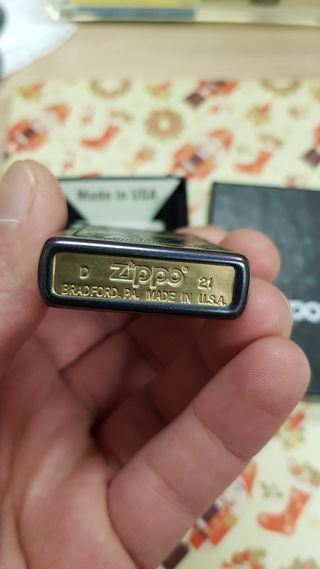 Made in USA
D Zippo® 21
BRADFORD, PA. MADE IN U.S.A.